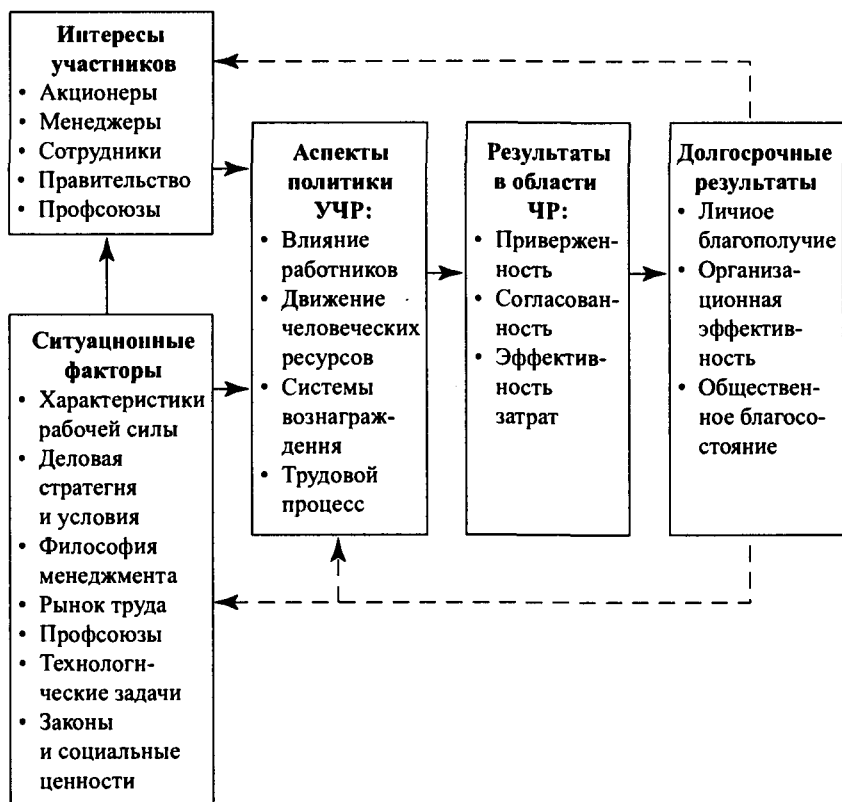 Интересы
участников
• Акционеры
• Менеджеры
• Сотрудники
• Правительство
• Профсоюзы
Ситуационные
факторы
• Характеристики
рабочей силы
• Деловая
стратегия
и условия
• Философия
менеджмента
• Рынок труда
• Профсоюзы
• Технологи-
ческие задачи
• Законы
и социальные
ценности
Аспекты
политики
УЧР:
• Влияние
работников
• Движение
человеческих
ресурсов
• Системы
вознаграж-
дения
• Трудовой
процесс
Результаты
в области
ЧР:
• Привержен-
ность
• Согласован-
ность
• Эффектив-
ность
затрат
Долгосрочные
результаты
• Личное
благополучие
• Организа-
ционная
эффектив-
ность
• Обществен-
ное благосо-
стояние